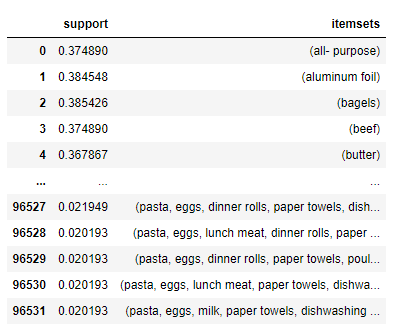 support itemsets
0 0.374890 (all- purpose)
1 0.384548 (aluminum foil)
2 0.385426 (bagels)
3 0.374890 (beef)
4 0.367867 (butter)
... ... ...
96527 0.021949 (pasta, eggs, dinner rolls, paper towels, dish...
96528 0.020193 (pasta, eggs, lunch meat, dinner rolls, paper ...
96529 0.020193 (pasta, eggs, dinner rolls, paper towels, poul...
96530 0.020193 (pasta, eggs, lunch meat, paper towels, dishwa...
96531 0.020193 (pasta, eggs, milk, paper towels, dishwashing ...